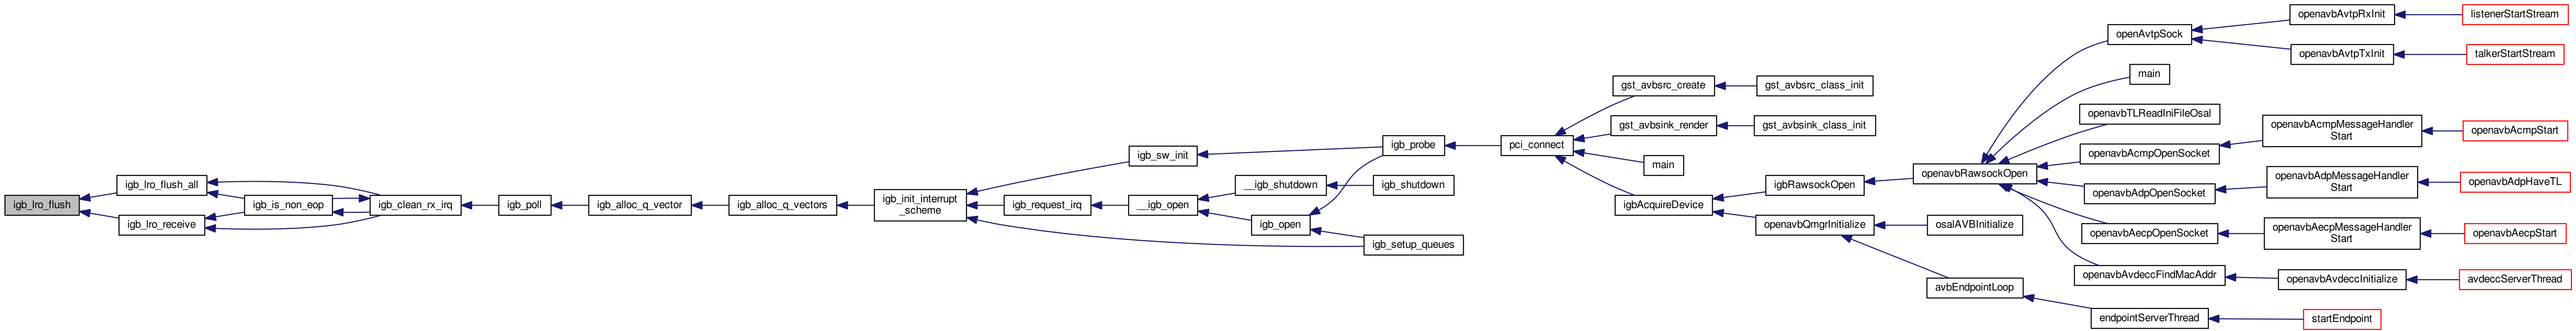 igb_lro_flush
igb_lro_flush_all
igb_lro_receive
igb_is_non_eop
igb_clean_rx_irq
igb_poll
igb_alloc_q_vector
igb_alloc_q_vectors
igb_init_interrupt
_scheme
igb_sw_init
igb_request_irq
__igb_open
__igb_shutdown
igb_open
igb_shutdown
igb_setup_queues
igb_probe
pci_connect
gst_avbsrc_create
gst_avbsink_render
main
igbAcquireDevice
gst_avbsrc_class_init
gst_avbsink_class_init
igbRawsockOpen
openavbQmgrInitialize
openavbRawsockOpen
osalAVBInitialize
avbEndpointLoop
openAvtpSock
main
openavbTLReadIniFileOsal
openavbAcmpOpenSocket
openavbAdpOpenSocket
openavbAecpOpenSocket
openavbAvdeccFindMacAddr
endpointServerThread
openavbAvtpRxInit
openavbAvtpTxInit
openavbAcmpMessageHandler
Start
openavbAdpMessageHandler
Start
openavbAecpMessageHandler
Start
openavbAvdeccInitialize
startEndpoint
listenerStartStream
talkerStartStream
openavbAcmpStart
openavbAdpHaveTL
openavbAecpStart
avdeccServerThread